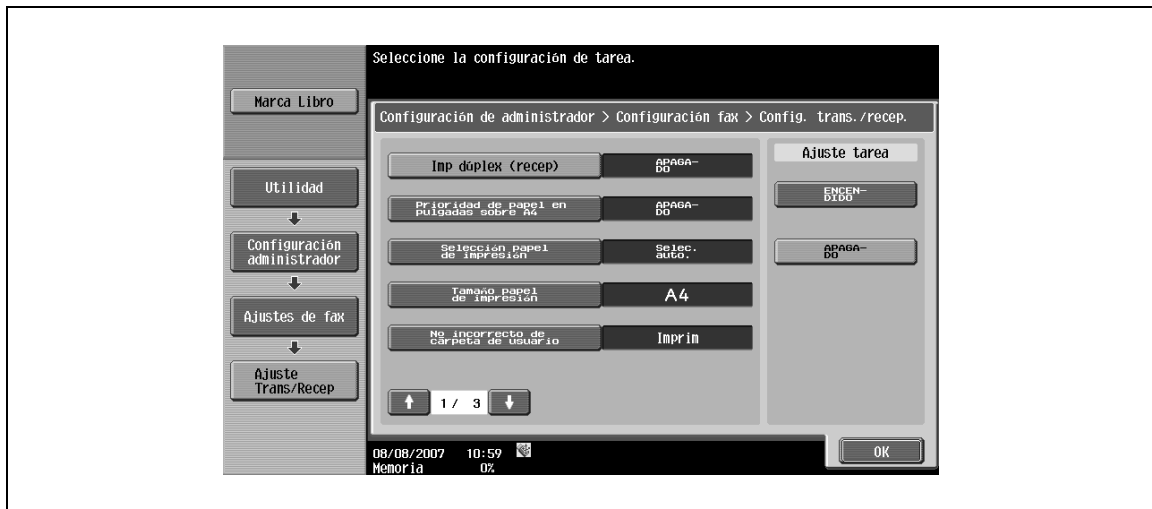 Seleccione la configuración de tarea.
Marca Libro
Configuración de administrador > Configuración fax > Config. trans./recep.
Utilidad
Configuración
administrador
Ajustes de fax
Ajuste
Trans/Recep
Imp dúplex (recep)
APAGA-
DO
Prioridad de papel en
pulgadas sobre A4
APAGA-
DO
Selección papel
de impresión
Selec.
auto.
Tamaño papel
de impresión
A4
Nº incorrecto de
carpeta de usuario
Imprim
1/ 3
Ajuste tarea
ENCEN-
DIDO
APAGA-
DO
08/08/2007 10:59
Memoria 0%
OK